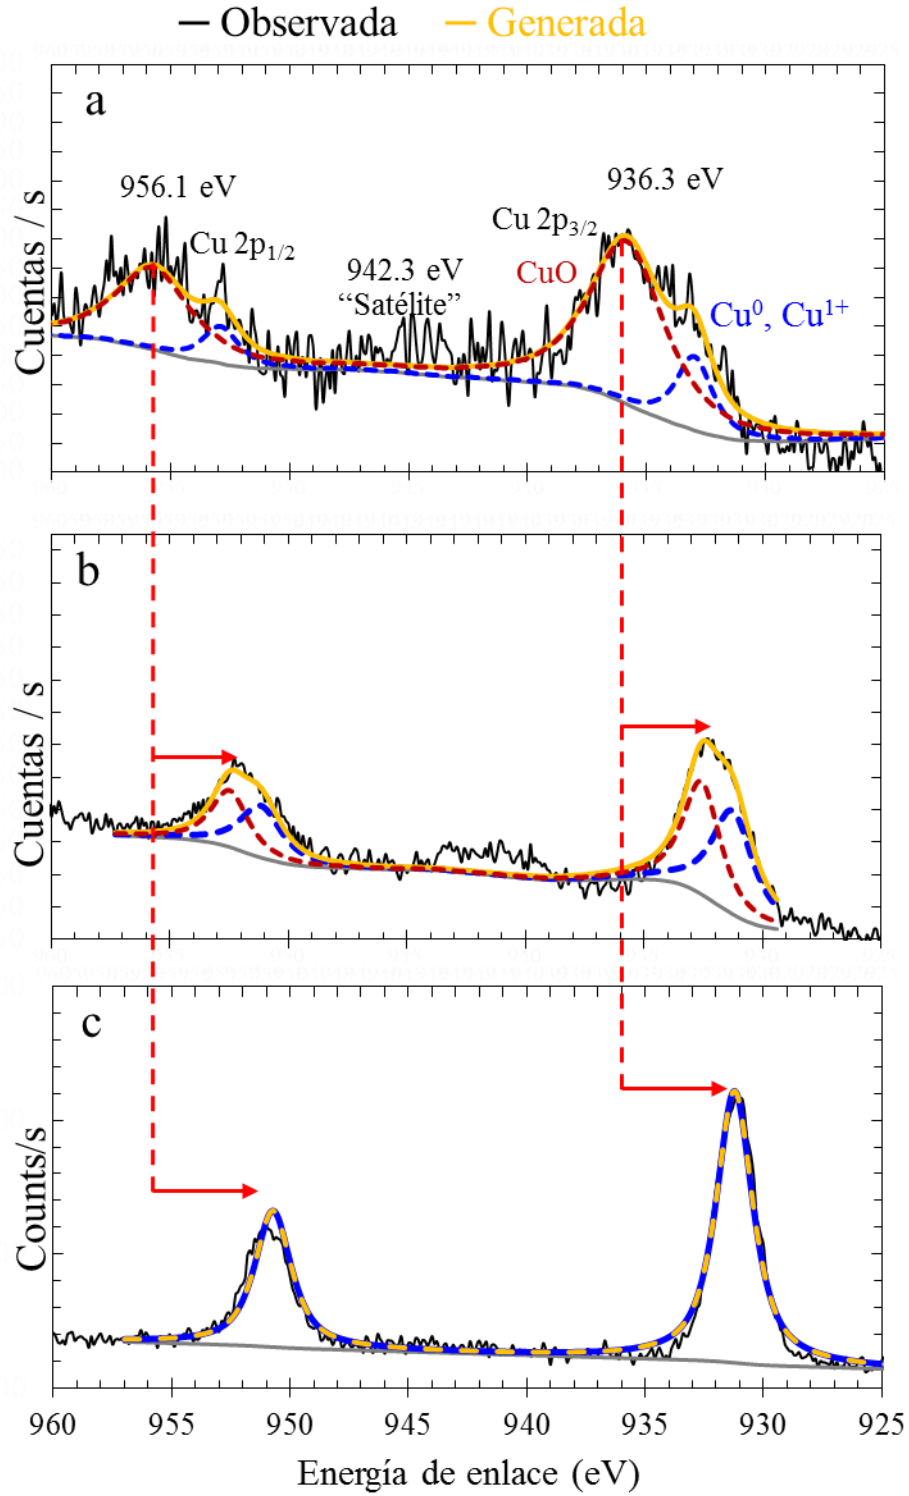 Observada Generada
a
956.1 eV
936.3 eV
Cu 2p1/2
Cu 2p3/2
942.3 eV
“Satélite”
CuO
Cu⁰, Cu¹⁺
Cuentas / s
b
Cuentas / s
c
Counts/s
960 955 950 945 940 935 930 925
Energía de enlace (eV)